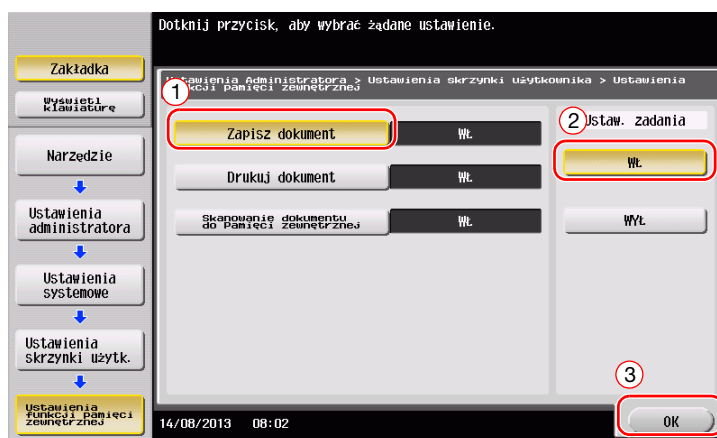 Dotknij przycisk, aby wybrać żądane ustawienie.
Zakładka
Wyświetl
klawiaturę
Narzędzie
Ustawienia
administratora
Ustawienia
systemowe
Ustawienia
skrzynki użytk.
Ustawienia
funkcji pamięci
zewnętrznej
Administratora > Ustawienia skrzynki użytkownika > Ustawienia
pamięci zewnętrznej
1
Zapisz dokument
WŁ.
Drukuj dokument
WŁ.
Skanowanie dokumentu
do Pamięci zewnętrznej
WŁ.
2
Ustaw. zadania
WŁ
WYŁ
3
OK
14/08/2013 08:02